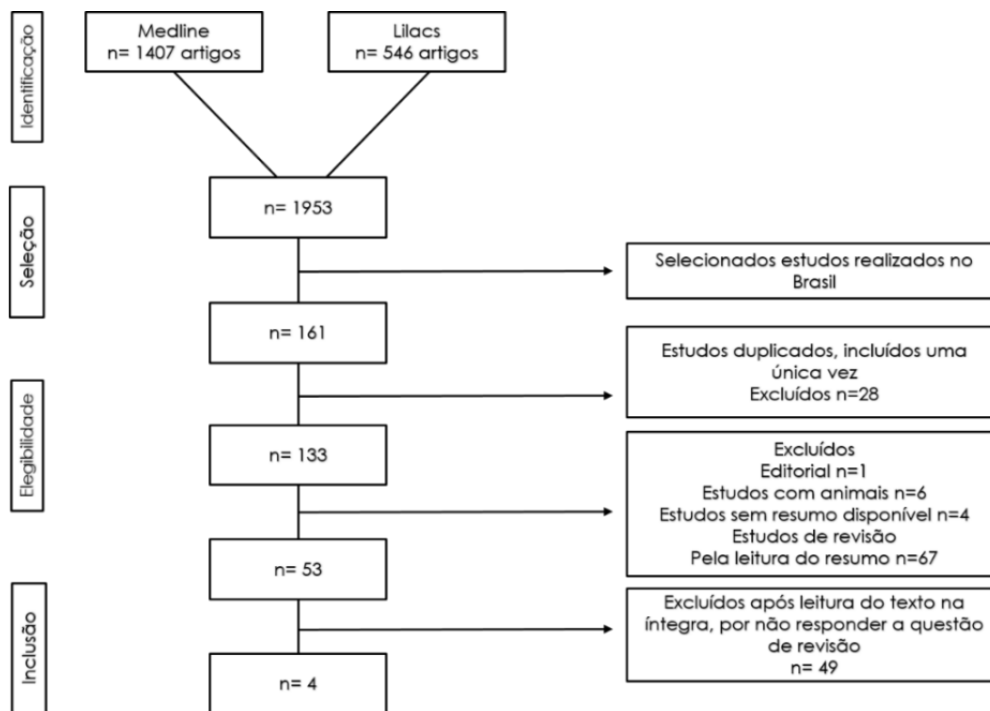 Identificação
Medline
n= 1407 artigos
Lilacs
n= 546 artigos
Seleção
n= 1953
Selecionados estudos realizados no
Brasil
n= 161
Estudos duplicados, incluídos uma
única vez
Excluídos n=28
Elegibilidade
n= 133
Excluídos
Editorial n=1
Estudos com animais n=6
Estudos sem resumo disponível n=4
Estudos de revisão
Pela leitura do resumo n=67
n= 53
Inclusão
Excluídos após leitura do texto na
íntegra, por não responder a questão
de revisão
n= 49
n= 4